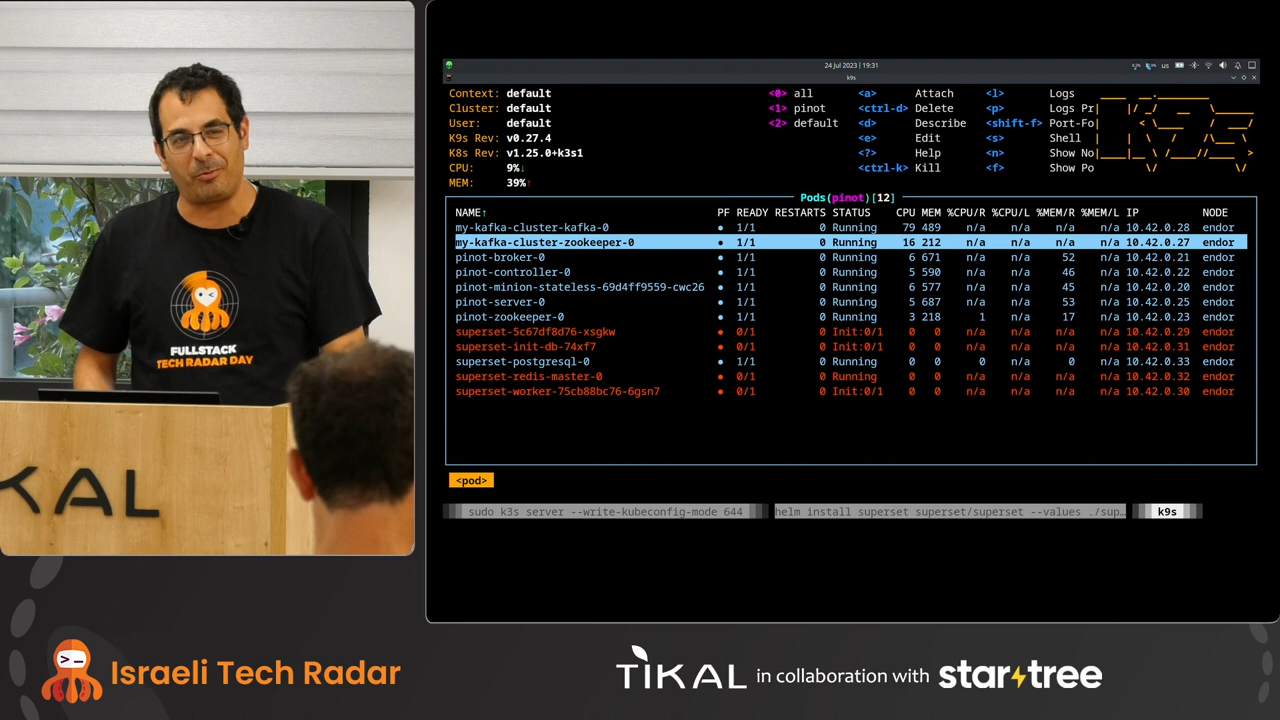 FULLSTACK
TECH RADAR DAY
KAL
24 Jul 2023 | 19:31
us
k9s
Context: default <0> all <a> Attach <l> Logs
Cluster: default <1> pinot <ctrl-d> Delete <p> Logs Pr
User: default <2> default <d> Describe <shift-f> Port-Fo
K9s Rev: v0.27.4 <e> Edit <s> Shell
K8s Rev: v1.25.0+k3s1 <?> Help <n> Show No
CPU: 9%↓ <ctrl-k> Kill <f> Show Po
MEM: 39%↑
Pods(pinot)[12]
NAME↑ PF READY RESTARTS STATUS CPU MEM %CPU/R %CPU/L %MEM/R %MEM/L IP NODE
my-kafka-cluster-kafka-0 ● 1/1 0 Running 79 489 n/a n/a n/a n/a 10.42.0.28 endor
my-kafka-cluster-zookeeper-0 ● 1/1 0 Running 16 212 n/a n/a n/a n/a 10.42.0.27 endor
pinot-broker-0 ● 1/1 0 Running 6 671 n/a n/a 52 n/a 10.42.0.21 endor
pinot-controller-0 ● 1/1 0 Running 5 590 n/a n/a 46 n/a 10.42.0.22 endor
pinot-minion-stateless-69d4ff9559-cwc26 ● 1/1 0 Running 6 577 n/a n/a 45 n/a 10.42.0.20 endor
pinot-server-0 ● 1/1 0 Running 5 687 n/a n/a 53 n/a 10.42.0.25 endor
pinot-zookeeper-0 ● 1/1 0 Running 3 218 1 n/a 17 n/a 10.42.0.23 endor
superset-5c67df8d76-xsgkw ● 0/1 0 Init:0/1 0 0 n/a n/a n/a n/a 10.42.0.29 endor
superset-init-db-74xf7 ● 0/1 0 Init:0/1 0 0 n/a n/a n/a n/a 10.42.0.31 endor
superset-postgresql-0 ● 1/1 0 Running 0 0 0 n/a 0 n/a 10.42.0.33 endor
superset-redis-master-0 ● 0/1 0 Running 0 0 n/a n/a n/a n/a 10.42.0.32 endor
superset-worker-75cb88bc76-6gsn7 ● 0/1 0 Init:0/1 0 0 n/a n/a n/a n/a 10.42.0.30 endor
<pod>
sudo k3s server --write-kubeconfig-mode 644 helm install superset superset/superset --values ./sup… k9s
Israeli Tech Radar
TIKAL in collaboration with startree